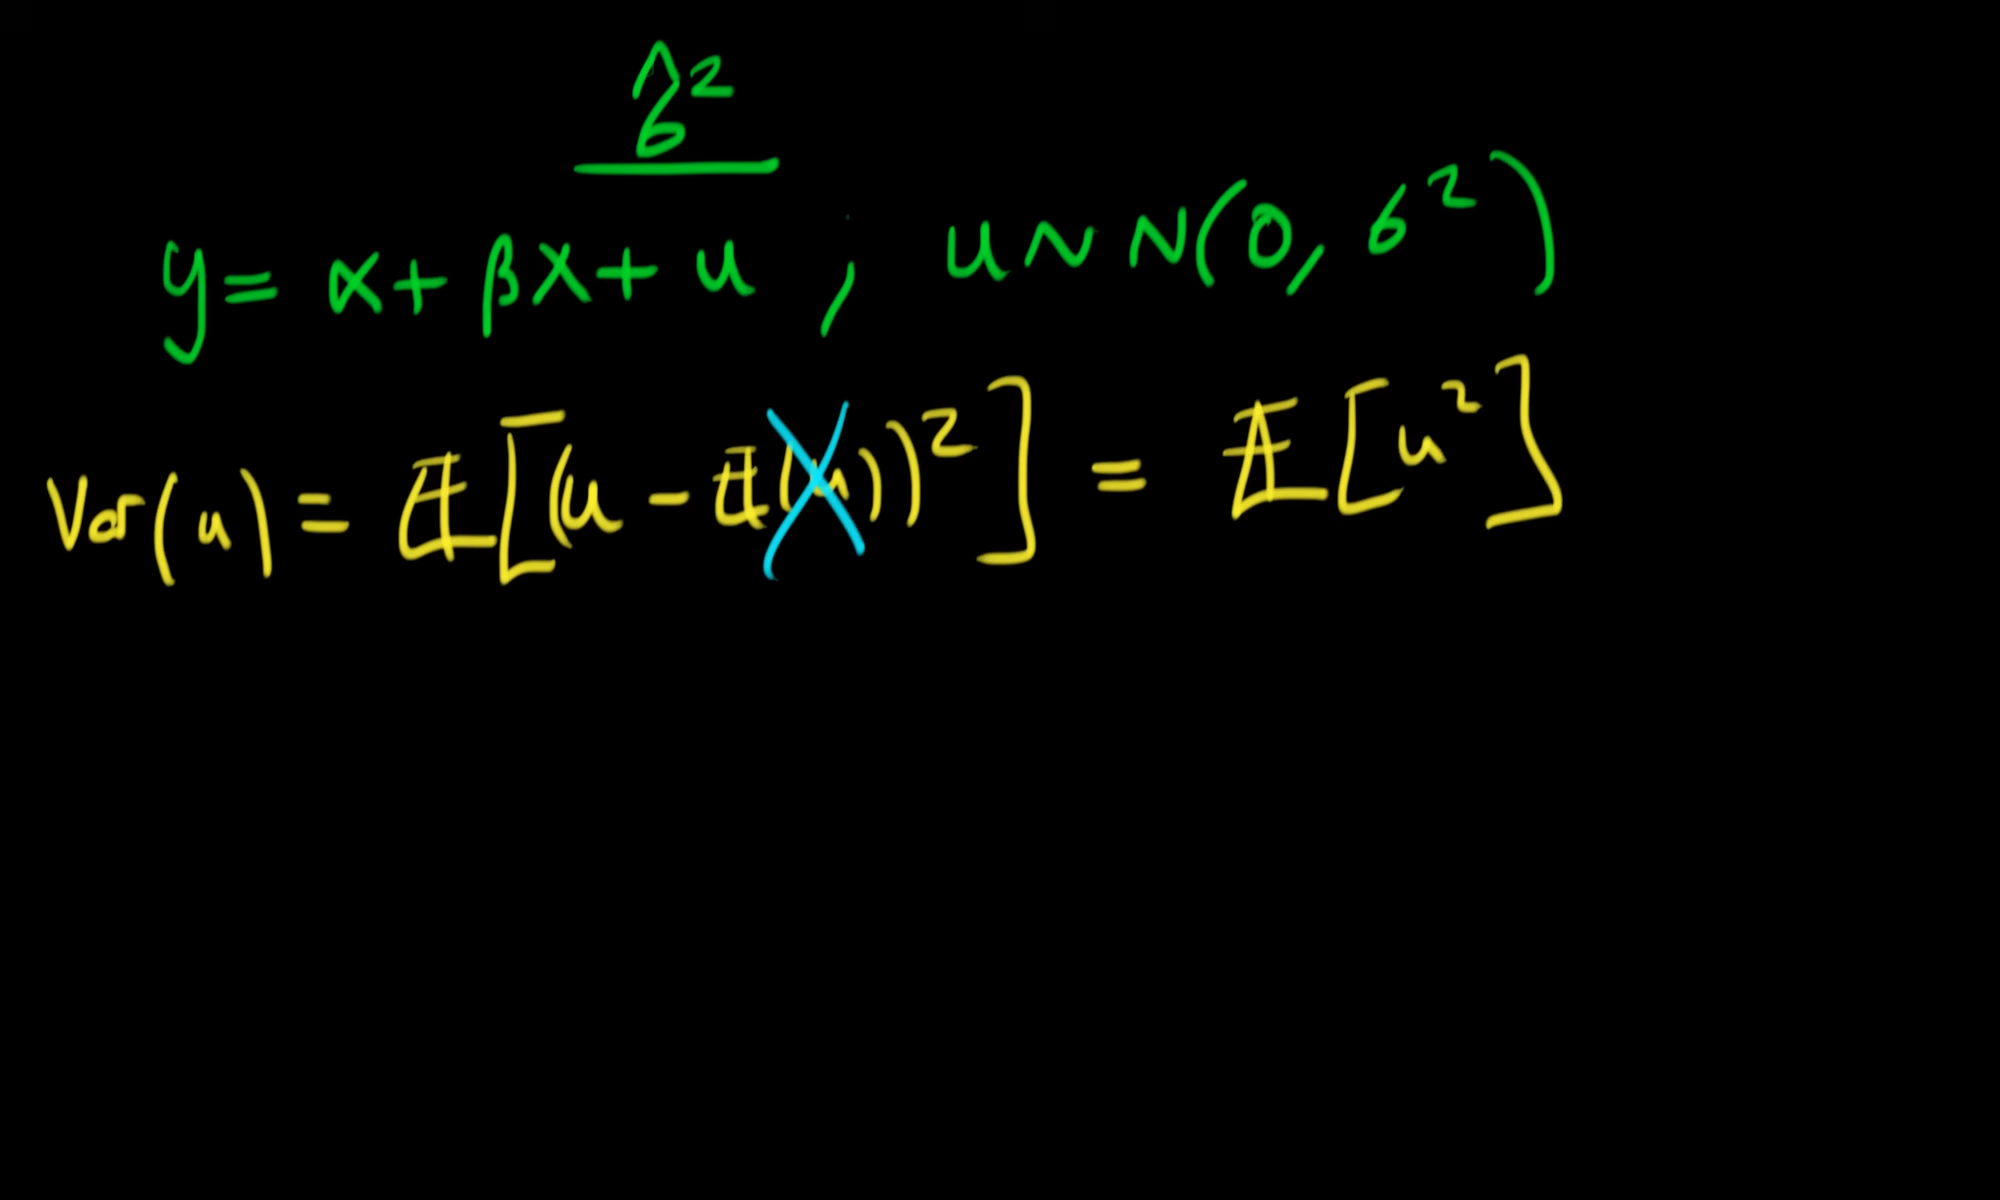 σ̂²
y = α + βX + u , u ~ N(0, σ²)
Var(u) = 𝔼[(u - 𝔼(u))²] = 𝔼[u²]